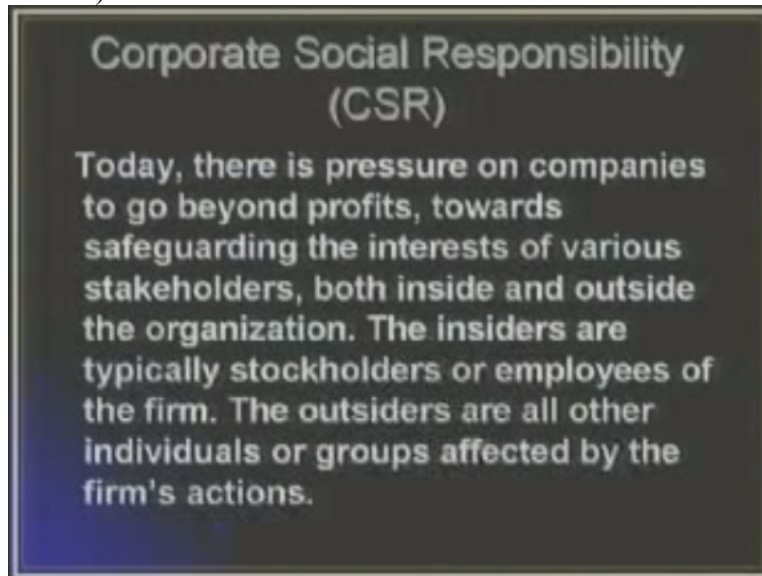 Corporate Social Responsibility
(CSR)
Today, there is pressure on companies
to go beyond profits, towards
safeguarding the interests of various
stakeholders, both inside and outside
the organization. The insiders are
typically stockholders or employees of
the firm. The outsiders are all other
individuals or groups affected by the
firm's actions.